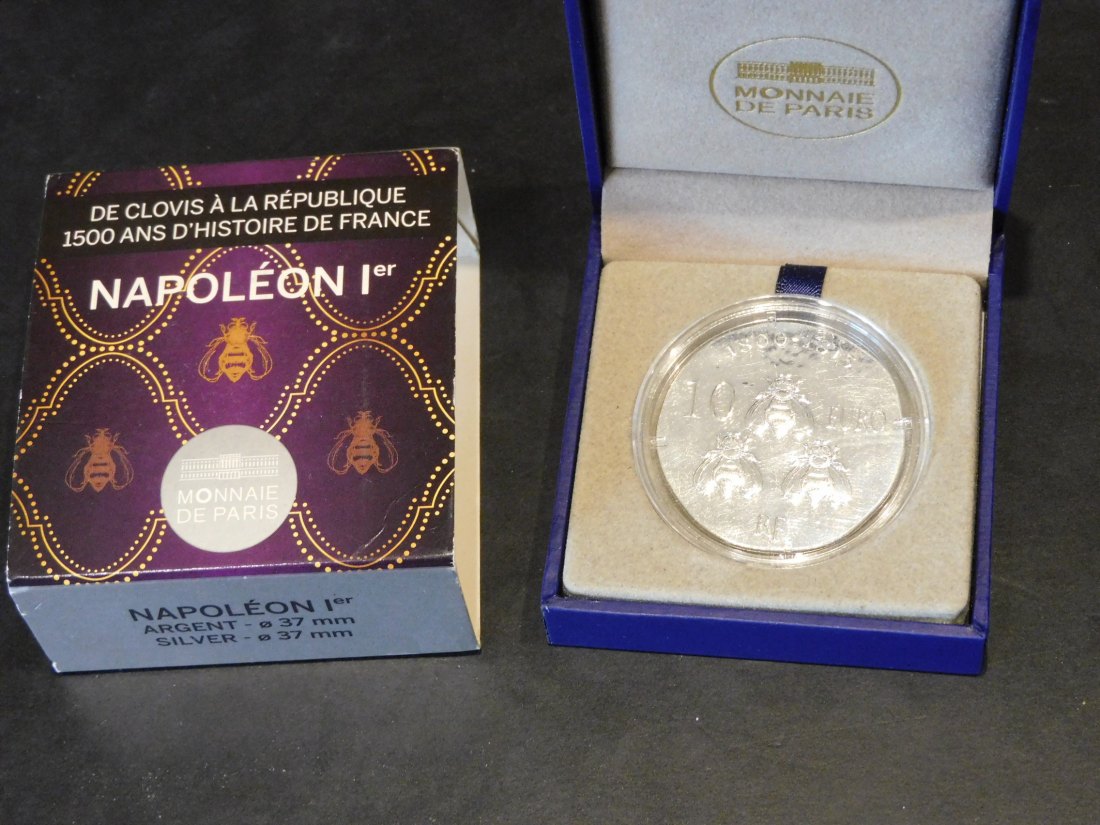 DE CLOVIS À LA RÉPUBLIQUE
1500 ANS D'HISTOIRE DE FRANCE
NAPOLÉON Ier
MONNAIE
DE PARIS
NAPOLÉON Ier
ARGENT - ø 37 mm
SILVER - ø 37 mm
MONNAIE
DE PARIS
10 EURO
RF